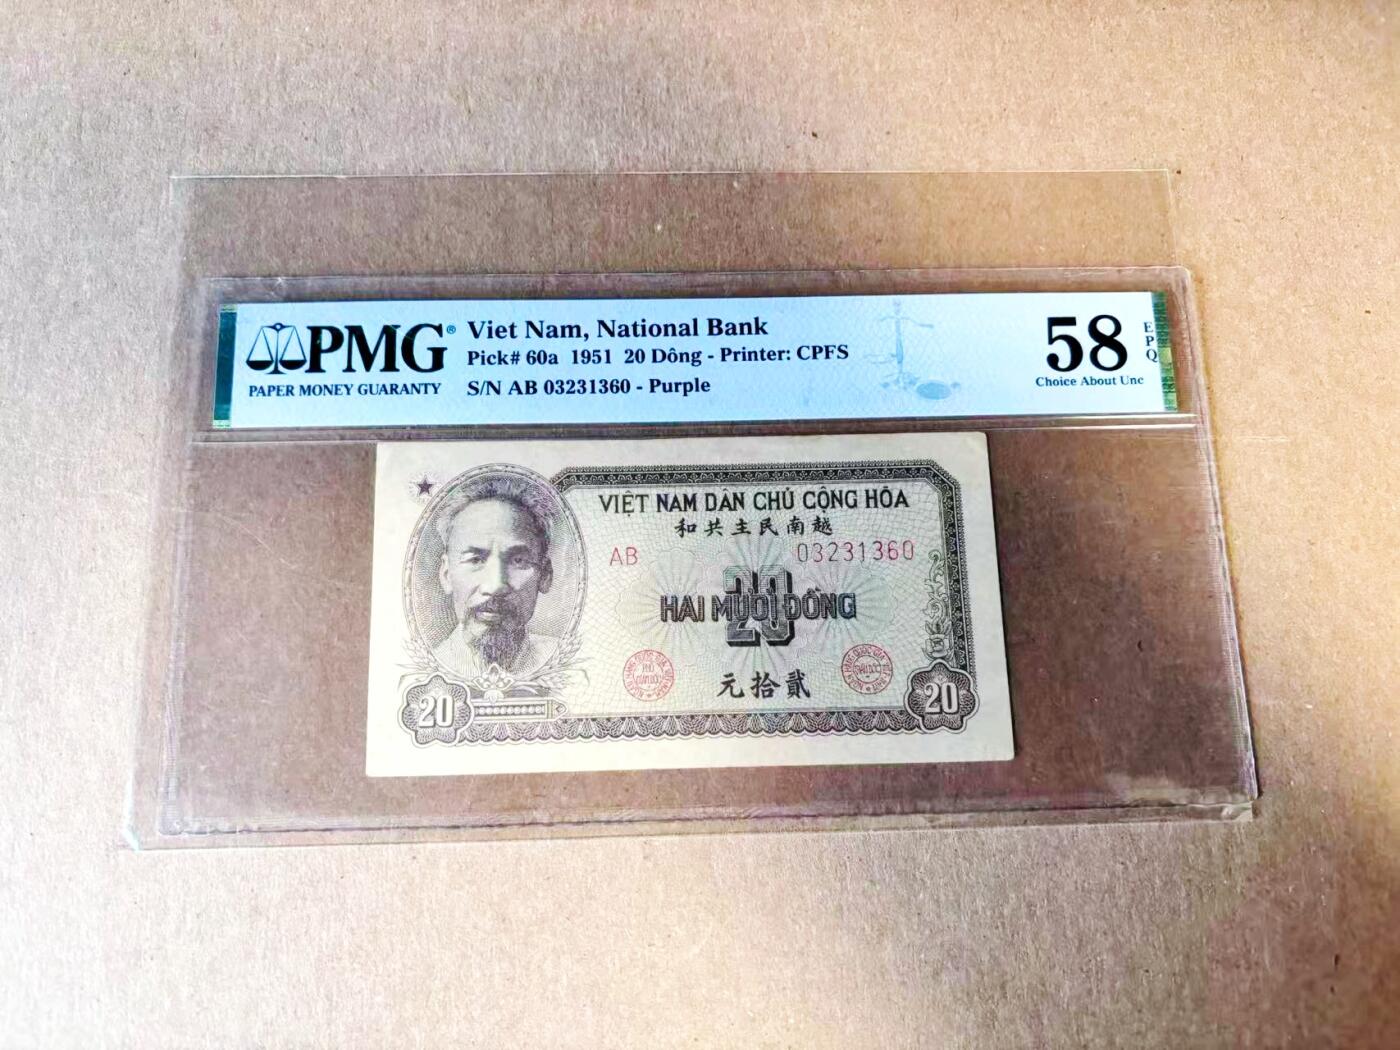 PMG®
PAPER MONEY GUARANTY
Viet Nam, National Bank
Pick# 60a 1951 20 Dông - Printer: CPFS
S/N AB 03231360 - Purple
58
Choice About Unc
EPQ
VIỆT NAM DÂN CHỦ CỘNG HÒA
和共主民南越
AB 03231360
20
HAI MƯƠI ĐỒNG
元拾貳
20
20